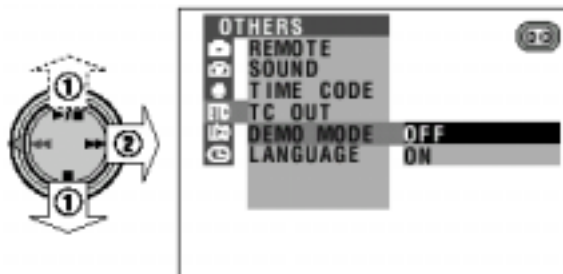 OTHERS
REMOTE
SOUND
TIME CODE
TC OUT
DEMO MODE OFF
LANGUAGE ON
1
2
1